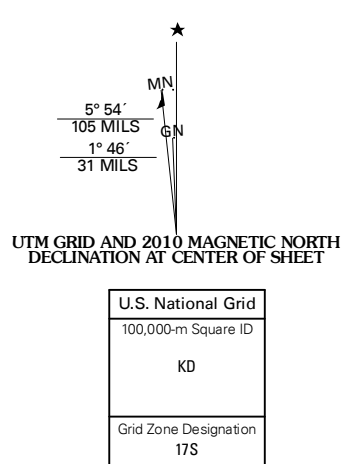 ★
M.N.
5° 54´
105 MILS
GN
1° 46´
31 MILS
UTM GRID AND 2010 MAGNETIC NORTH
DECLINATION AT CENTER OF SHEET
U.S. National Grid
100,000-m Square ID
KD
Grid Zone Designation
17S